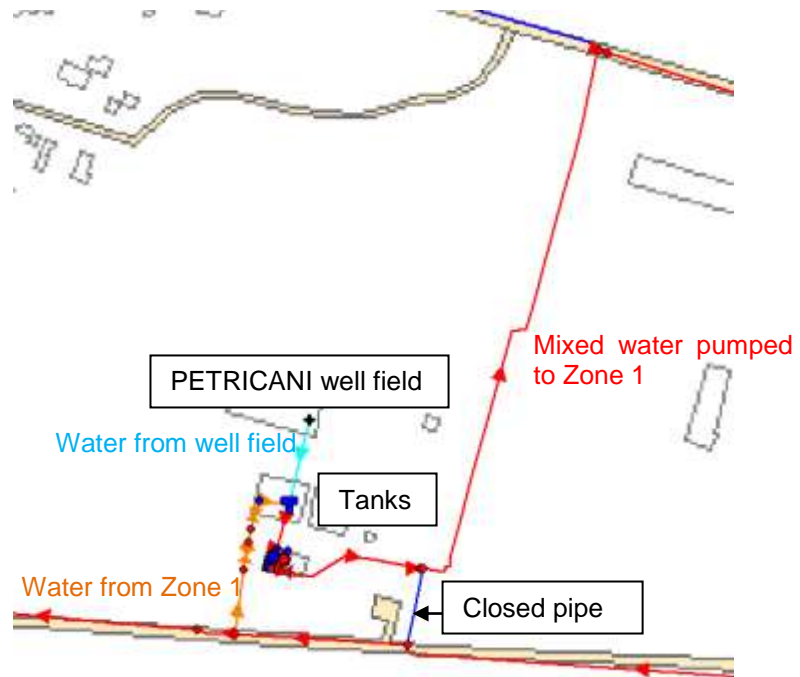 Mixed water pumped
to Zone 1
PETRICANI well field
Water from well field
Tanks
Water from Zone 1
Closed pipe